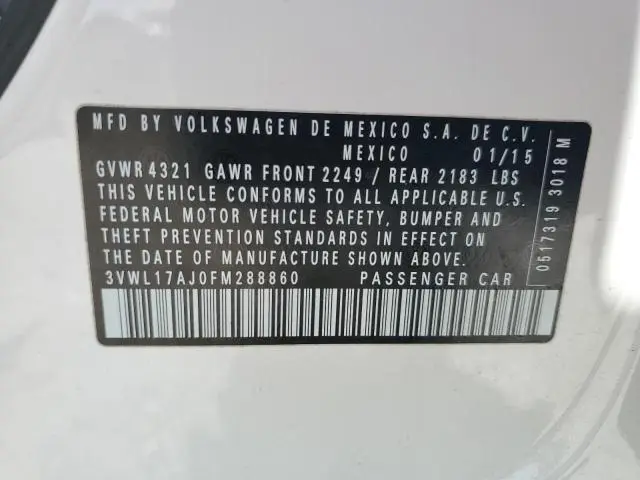 MFD BY VOLKSWAGEN DE MEXICO S.A. DE C.V.
MEXICO 01/15
GVWR 4321 GAWR FRONT 2249 / REAR 2183 LBS
THIS VEHICLE CONFORMS TO ALL APPLICABLE U.S.
FEDERAL MOTOR VEHICLE SAFETY, BUMPER AND
THEFT PREVENTION STANDARDS IN EFFECT ON
THE DATE OF MANUFACTURE SHOWN ABOVE.
3VWL17AJ0FM288860 PASSENGER CAR
0517319 3018 M